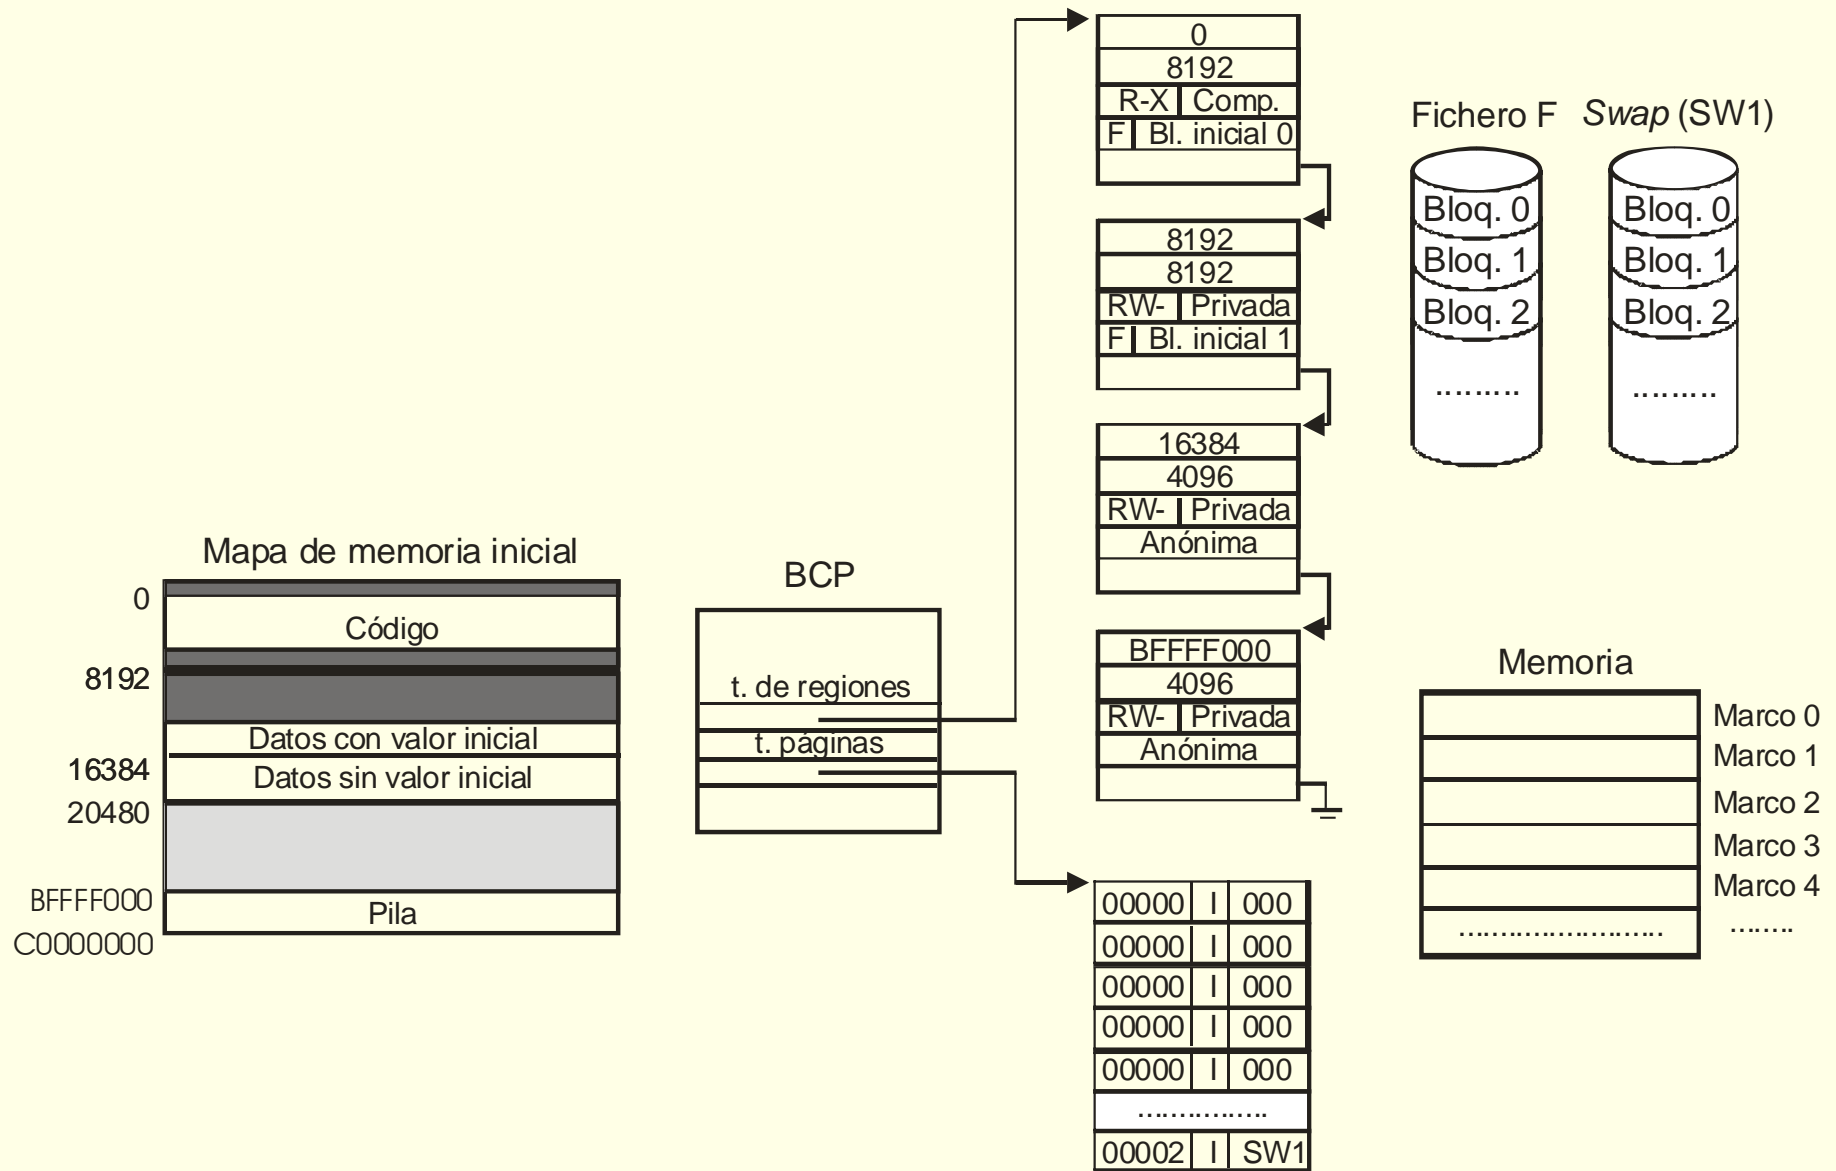 Mapa de memoria inicial
0
Código
8192
Datos con valor inicial
16384
Datos sin valor inicial
20480
BFFFF000
Pila
C0000000
BCP
t. de regiones
t. páginas
0
8192
R-X Comp.
F Bl. inicial 0
8192
8192
RW- Privada
F Bl. inicial 1
16384
4096
RW- Privada
Anónima
BFFFF000
4096
RW- Privada
Anónima
00000 I 000
00000 I 000
00000 I 000
00000 I 000
00000 I 000
...............
00002 I SW1
Fichero F
Bloq. 0
Bloq. 1
Bloq. 2
.........
Swap (SW1)
Bloq. 0
Bloq. 1
Bloq. 2
.........
Memoria
Marco 0
Marco 1
Marco 2
Marco 3
Marco 4
........................ ........